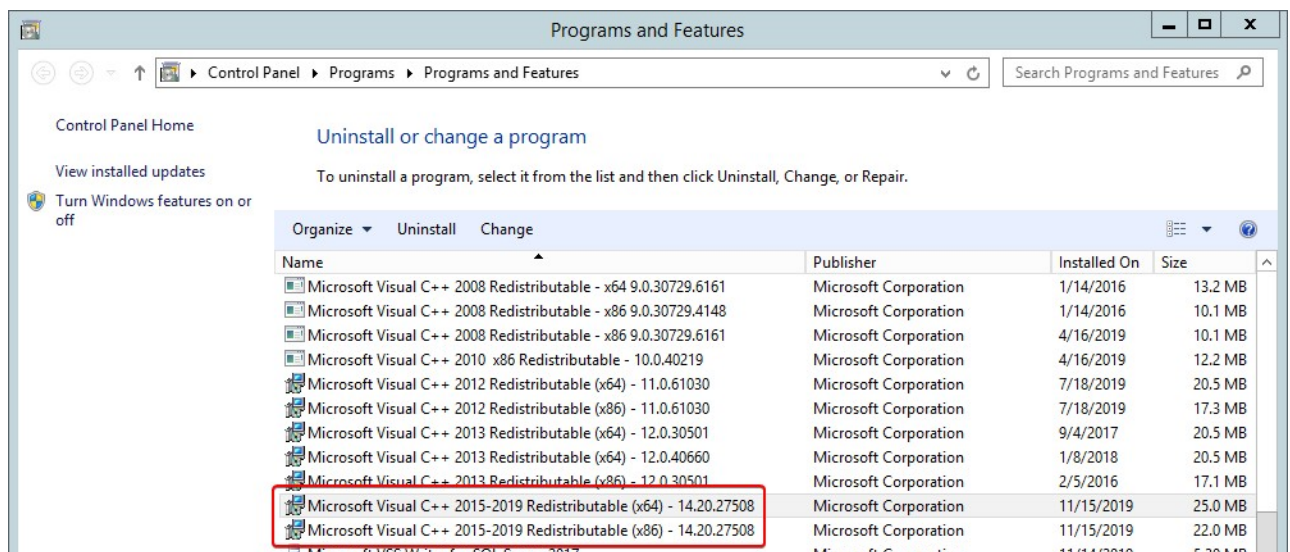 Programs and Features
Control Panel Programs Programs and Features Search Programs and Features
Control Panel Home
View installed updates
Turn Windows features on or
off
Uninstall or change a program
To uninstall a program, select it from the list and then click Uninstall, Change, or Repair.
Organize Uninstall Change
Name Publisher Installed On Size
Microsoft Visual C++ 2008 Redistributable - x64 9.0.30729.6161 Microsoft Corporation 1/14/2016 13.2 MB
Microsoft Visual C++ 2008 Redistributable - x86 9.0.30729.4148 Microsoft Corporation 1/14/2016 10.1 MB
Microsoft Visual C++ 2008 Redistributable - x86 9.0.30729.6161 Microsoft Corporation 4/16/2019 10.1 MB
Microsoft Visual C++ 2010 x86 Redistributable - 10.0.40219 Microsoft Corporation 4/16/2019 12.2 MB
Microsoft Visual C++ 2012 Redistributable (x64) - 11.0.61030 Microsoft Corporation 7/18/2019 20.5 MB
Microsoft Visual C++ 2012 Redistributable (x86) - 11.0.61030 Microsoft Corporation 7/18/2019 17.3 MB
Microsoft Visual C++ 2013 Redistributable (x64) - 12.0.30501 Microsoft Corporation 9/4/2017 20.5 MB
Microsoft Visual C++ 2013 Redistributable (x64) - 12.0.40660 Microsoft Corporation 1/8/2018 20.5 MB
Microsoft Visual C++ 2013 Redistributable (x86) - 12.0.30501 Microsoft Corporation 2/5/2016 17.1 MB
Microsoft Visual C++ 2015-2019 Redistributable (x64) - 14.20.27508 Microsoft Corporation 11/15/2019 25.0 MB
Microsoft Visual C++ 2015-2019 Redistributable (x86) - 14.20.27508 Microsoft Corporation 11/15/2019 22.0 MB